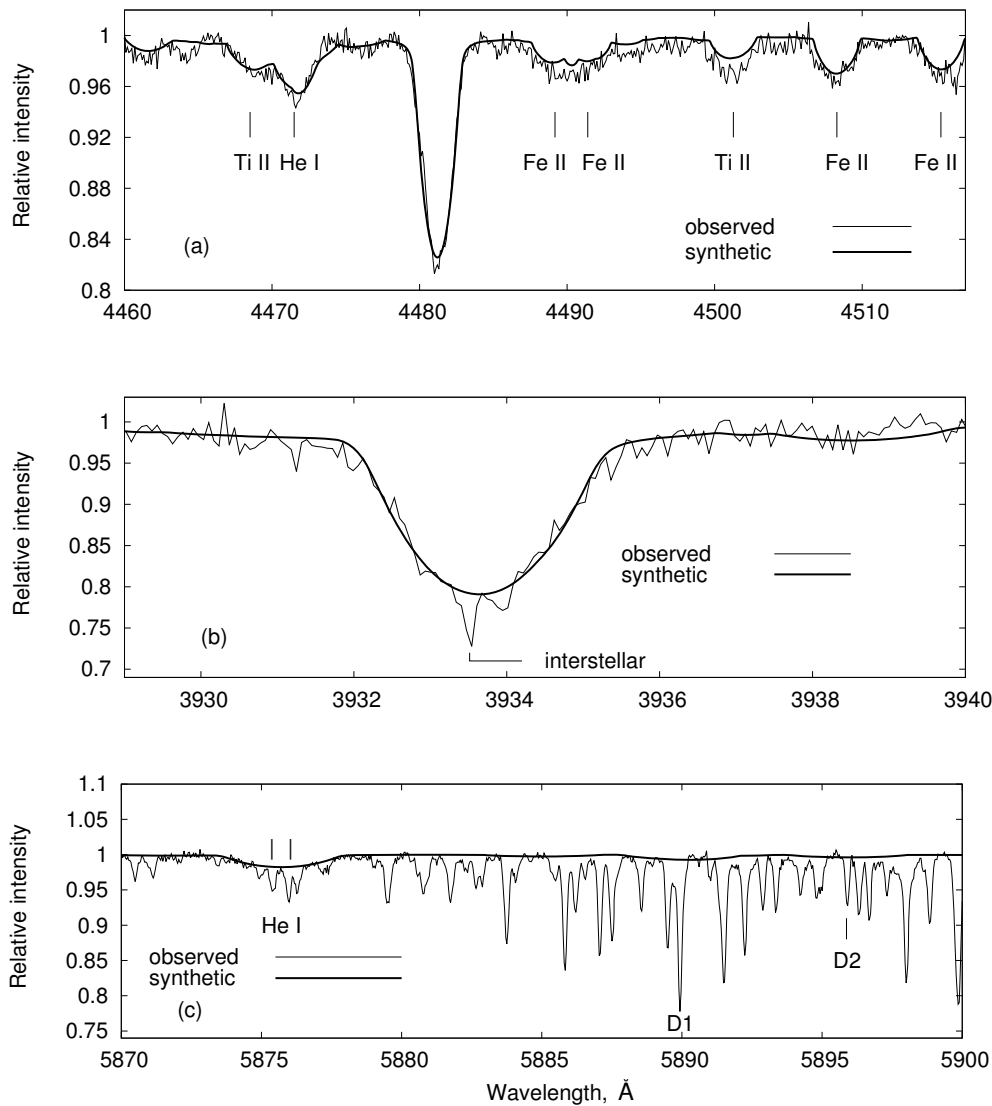 Relative intensity
1
0.96
0.92
0.88
0.84
0.8
Ti II He I Fe II Fe II Ti II Fe II Fe II
(a)
observed
synthetic
4460 4470 4480 4490 4500 4510
Relative intensity
1
0.95
0.9
0.85
0.8
0.75
0.7
observed
synthetic
(b)
interstellar
3930 3932 3934 3936 3938 3940
Relative intensity
1.1
1.05
1
0.95
0.9
0.85
0.8
0.75
He I
observed
synthetic
(c)
D1
D2
5870 5875 5880 5885 5890 5895 5900
Wavelength, Å